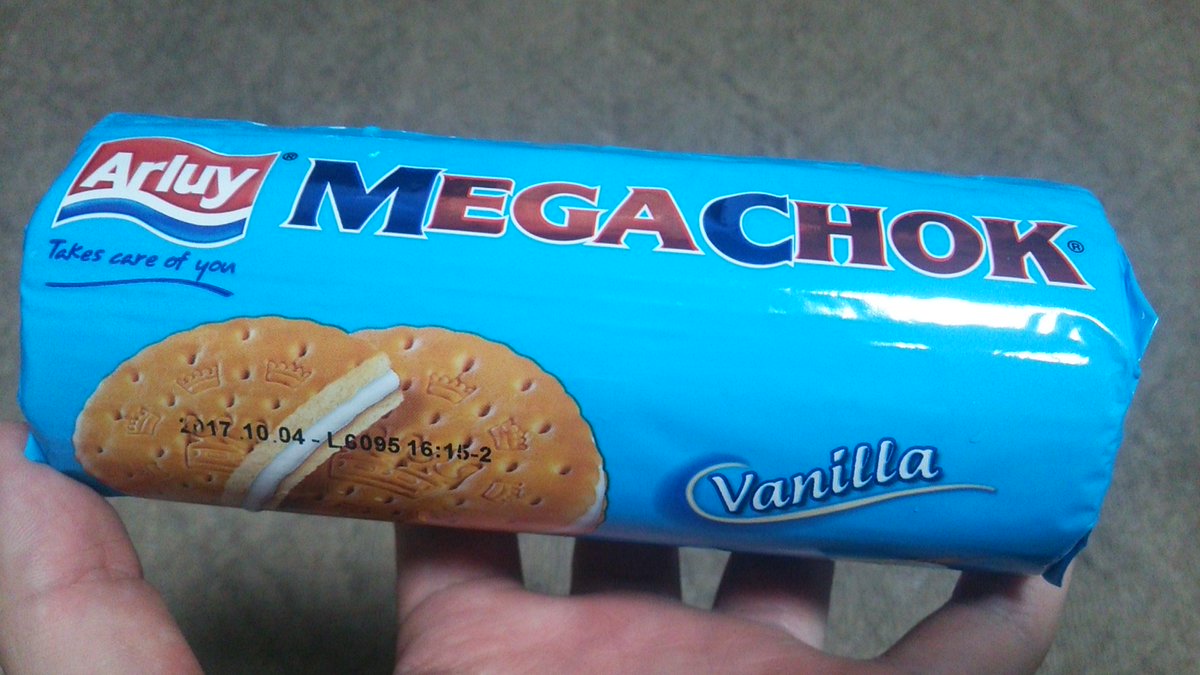 Arluy®
MEGACHOK®
Takes care of you
2017.10.04 - L6095 16:15-2
Vanilla